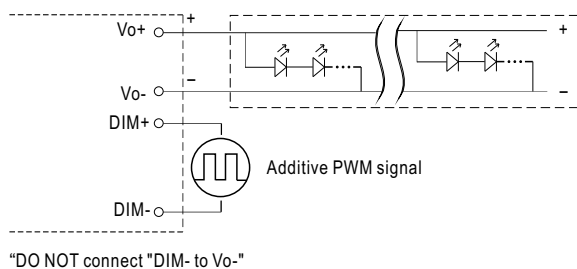 Vo+
+
+
Vo-
–
–
DIM+
Additive PWM signal
DIM-
“DO NOT connect "DIM- to Vo-"